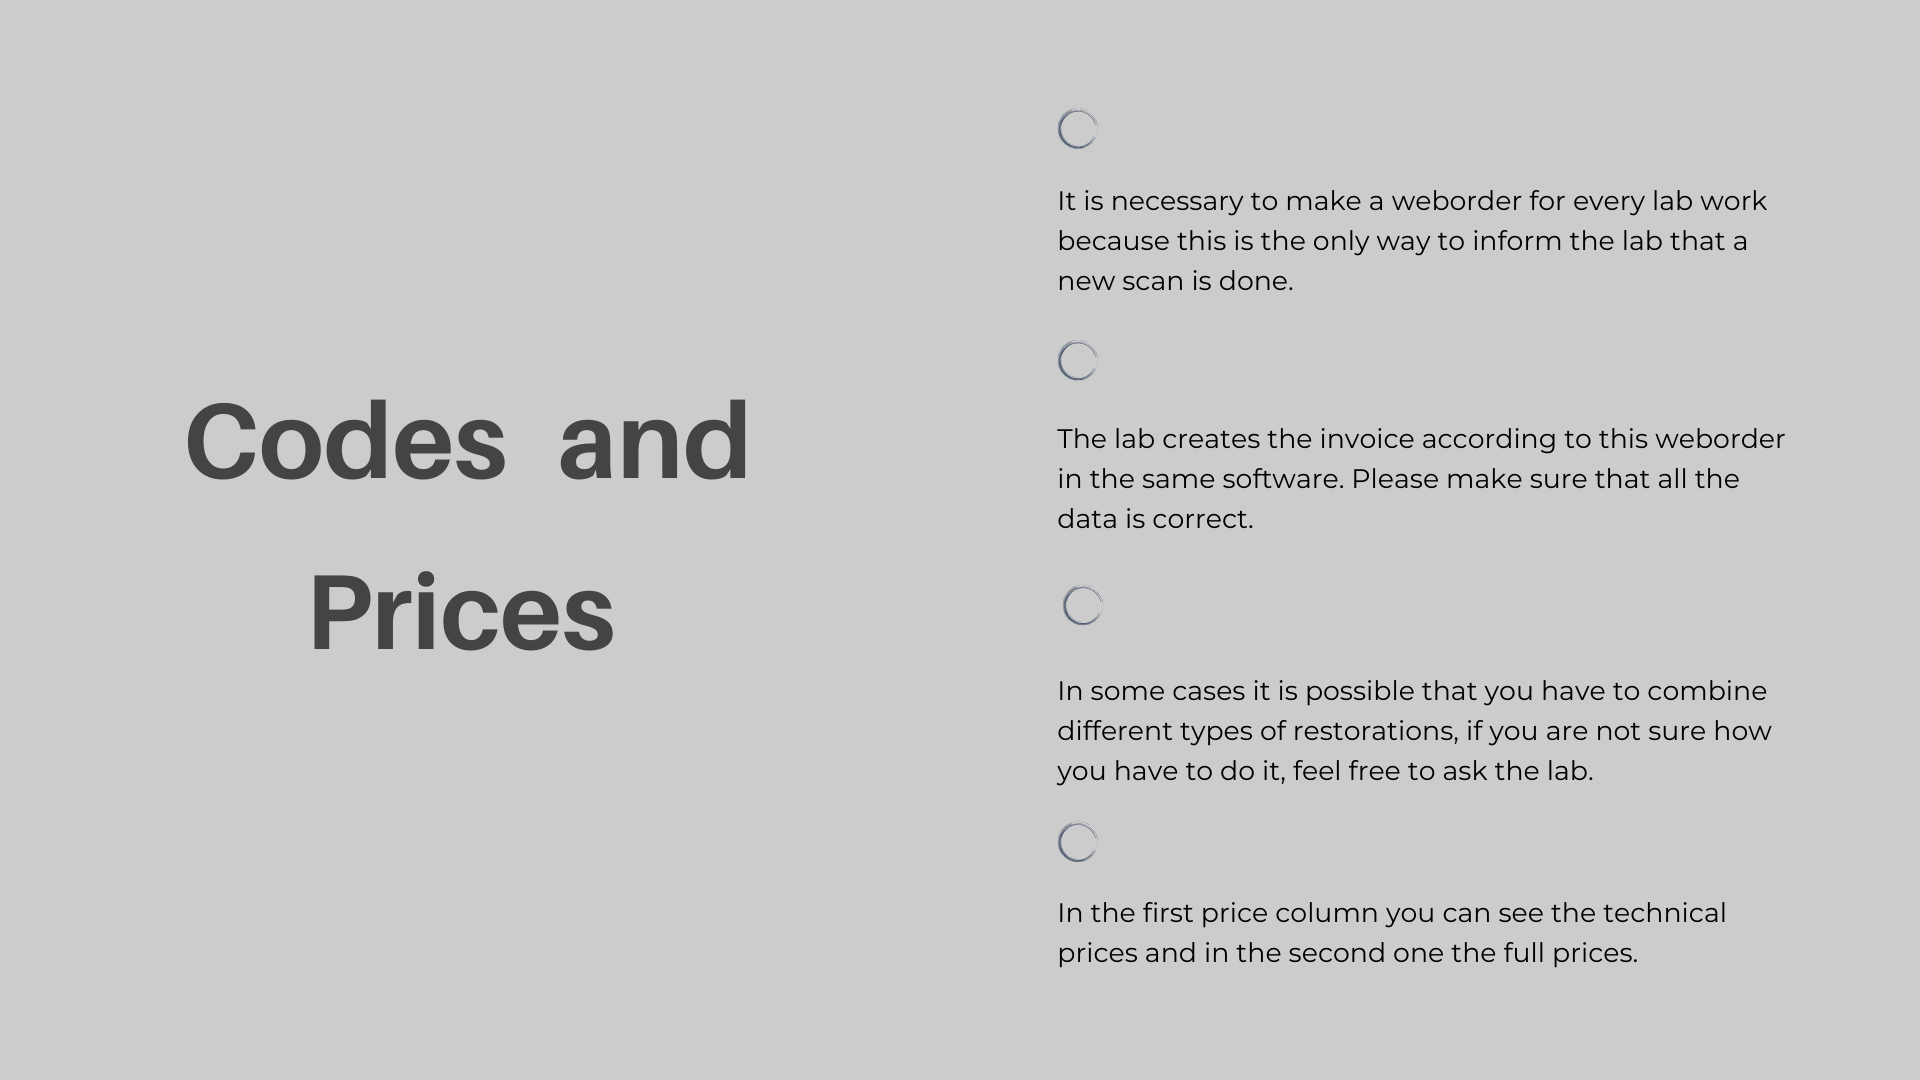 Codes and
Prices
It is necessary to make a weborder for every lab work
because this is the only way to inform the lab that a
new scan is done.
The lab creates the invoice according to this weborder
in the same software. Please make sure that all the
data is correct.
In some cases it is possible that you have to combine
different types of restorations, if you are not sure how
you have to do it, feel free to ask the lab.
In the first price column you can see the technical
prices and in the second one the full prices.